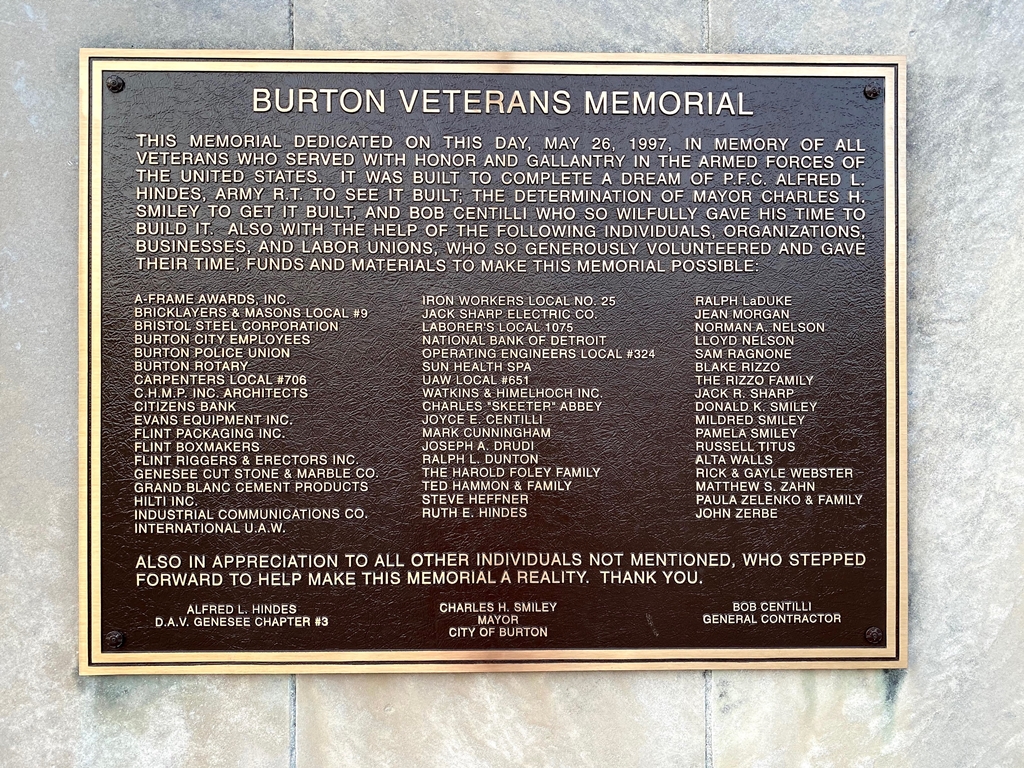 BURTON VETERANS MEMORIAL
THIS MEMORIAL DEDICATED ON THIS DAY, MAY 26, 1997, IN MEMORY OF ALL
VETERANS WHO SERVED WITH HONOR AND GALLANTRY IN THE ARMED FORCES OF
THE UNITED STATES. IT WAS BUILT TO COMPLETE A DREAM OF P.F.C. ALFRED L.
HINDES, ARMY R.T. TO SEE IT BUILT; THE DETERMINATION OF MAYOR CHARLES H.
SMILEY TO GET IT BUILT, AND BOB CENTILLI WHO SO WILFULLY GAVE HIS TIME TO
BUILD IT. ALSO WITH THE HELP OF THE FOLLOWING INDIVIDUALS, ORGANIZATIONS,
BUSINESSES, AND LABOR UNIONS, WHO SO GENEROUSLY VOLUNTEERED AND GAVE
THEIR TIME, FUNDS AND MATERIALS TO MAKE THIS MEMORIAL POSSIBLE:
A-FRAME AWARDS, INC.
BRICKLAYERS & MASONS LOCAL #9
BRISTOL STEEL CORPORATION
BURTON CITY EMPLOYEES
BURTON POLICE UNION
BURTON ROTARY
CARPENTERS LOCAL #706
C.H.M.P. INC. ARCHITECTS
CITIZENS BANK
EVANS EQUIPMENT INC.
FLINT PACKAGING INC.
FLINT BOXMAKERS
FLINT RIGGERS & ERECTORS INC.
GENESEE CUT STONE & MARBLE CO.
GRAND BLANC CEMENT PRODUCTS
HILTI INC.
INDUSTRIAL COMMUNICATIONS CO.
INTERNATIONAL U.A.W.
IRON WORKERS LOCAL NO. 25
JACK SHARP ELECTRIC CO.
LABORER'S LOCAL 1075
NATIONAL BANK OF DETROIT
OPERATING ENGINEERS LOCAL #324
SUN HEALTH SPA
UAW LOCAL #651
WATKINS & HIMELHOCH INC.
CHARLES "SKEETER" ABBEY
JOYCE E. CENTILLI
MARK CUNNINGHAM
JOSEPH A. DRUDI
RALPH L. DUNTON
THE HAROLD FOLEY FAMILY
TED HAMMON & FAMILY
STEVE HEFFNER
RUTH E. HINDES
RALPH LaDUKE
JEAN MORGAN
NORMAN A. NELSON
LLOYD NELSON
SAM RAGNONE
BLAKE RIZZO
THE RIZZO FAMILY
JACK R. SHARP
DONALD K. SMILEY
MILDRED SMILEY
PAMELA SMILEY
RUSSELL TITUS
ALTA WALLS
RICK & GAYLE WEBSTER
MATTHEW S. ZAHN
PAULA ZELENKO & FAMILY
JOHN ZERBE
ALSO IN APPRECIATION TO ALL OTHER INDIVIDUALS NOT MENTIONED, WHO STEPPED
FORWARD TO HELP MAKE THIS MEMORIAL A REALITY. THANK YOU.
ALFRED L. HINDES
D.A.V. GENESEE CHAPTER #3
CHARLES H. SMILEY
MAYOR
CITY OF BURTON
BOB CENTILLI
GENERAL CONTRACTOR